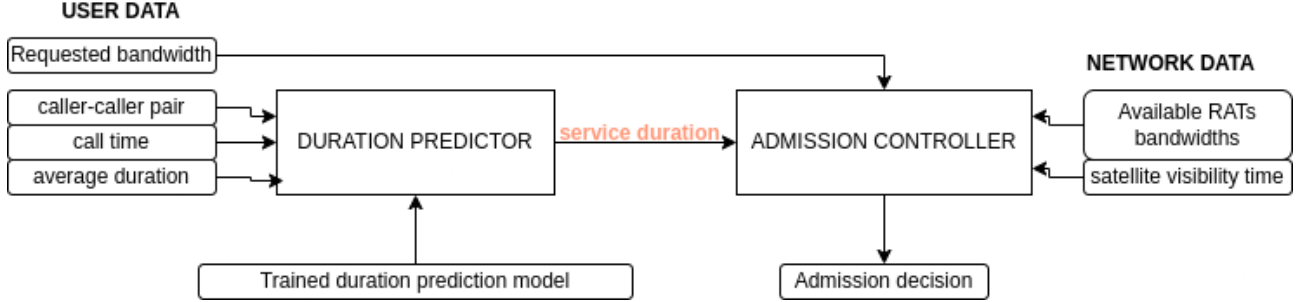 USER DATA
Requested bandwidth
NETWORK DATA
caller-caller pair
call time
average duration
DURATION PREDICTOR
service duration
ADMISSION CONTROLLER
Available RATs
bandwidths
satellite visibility time
Trained duration prediction model
Admission decision